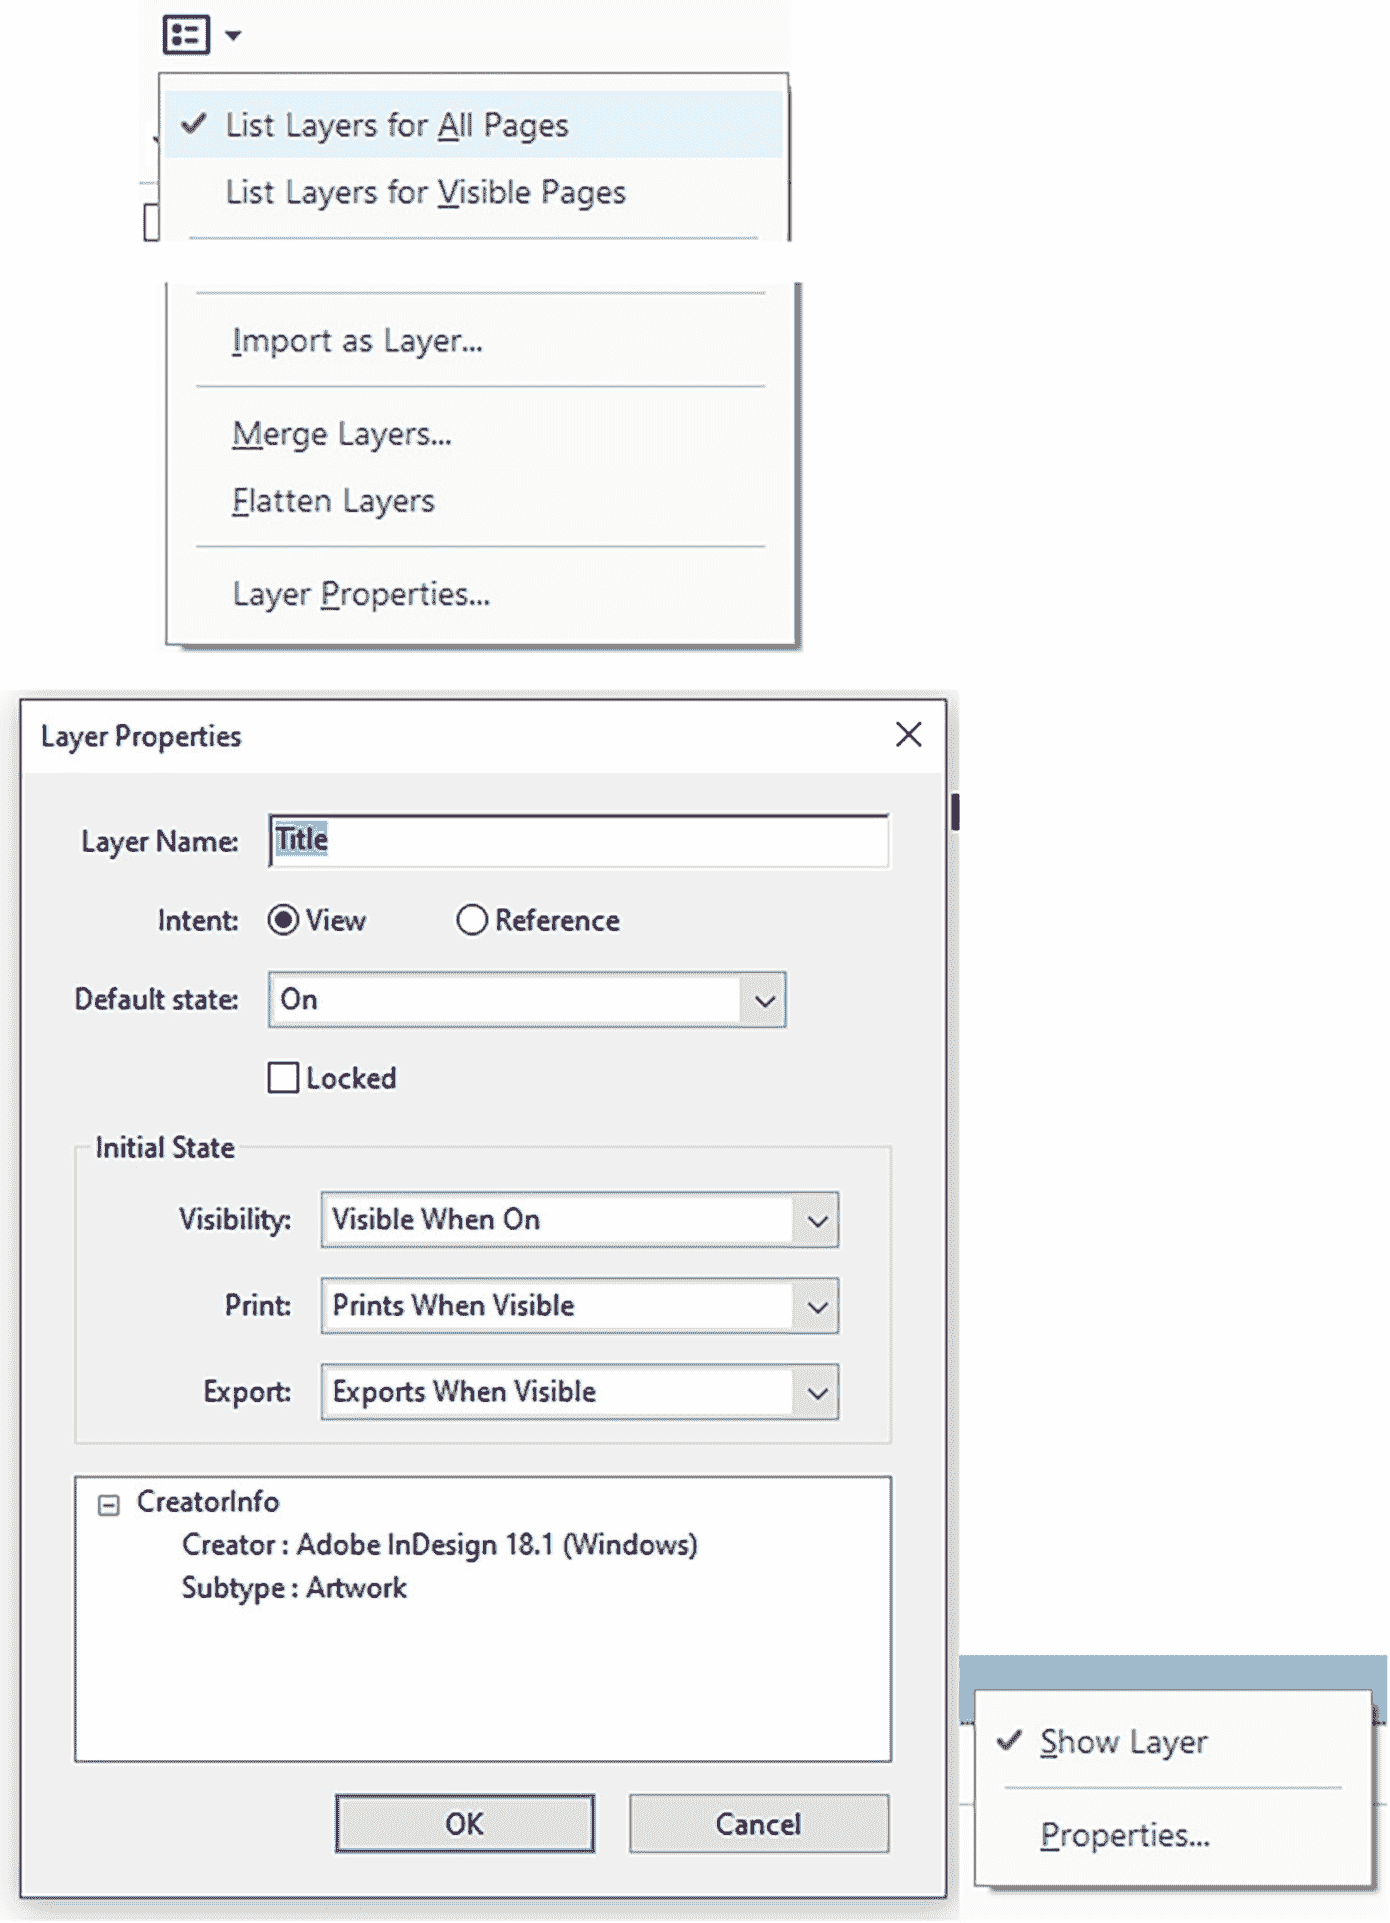 List Layers for All Pages
List Layers for Visible Pages
Import as Layer...
Merge Layers...
Flatten Layers
Layer Properties...
Layer Properties
Layer Name: Title
Intent: View Reference
Default state: On
Locked
Initial State
Visibility: Visible When On
Print: Prints When Visible
Export: Exports When Visible
CreatorInfo
Creator : Adobe InDesign 18.1 (Windows)
Subtype : Artwork
OK Cancel
Show Layer
Properties...